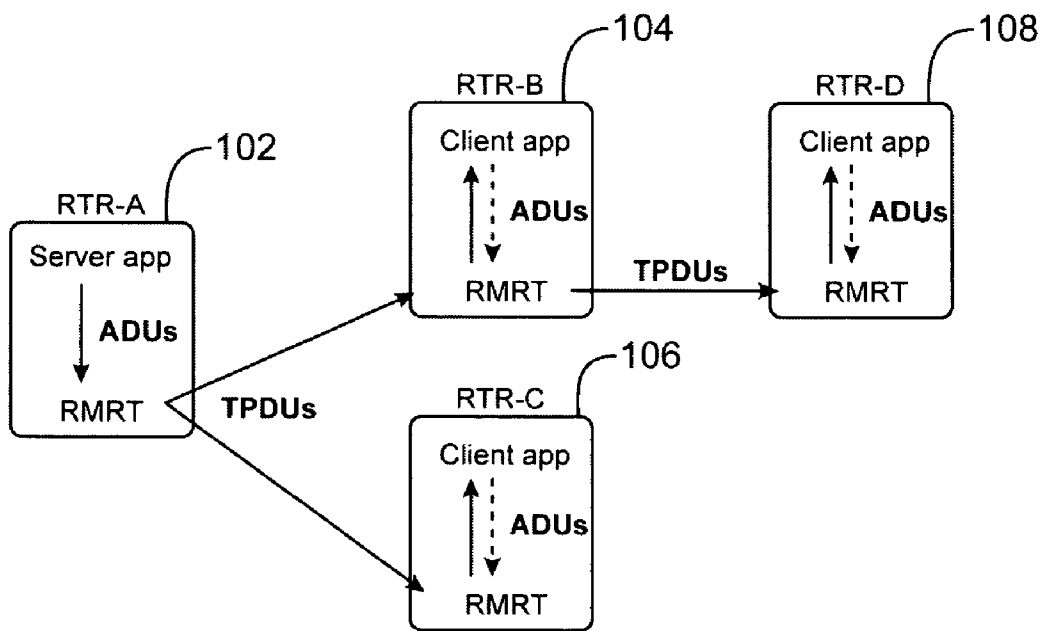 102
RTR-A
Server app
ADUs
RMRT
TPDUs
104
RTR-B
Client app
ADUs
RMRT
TPDUs
106
RTR-C
Client app
ADUs
RMRT
108
RTR-D
Client app
ADUs
RMRT